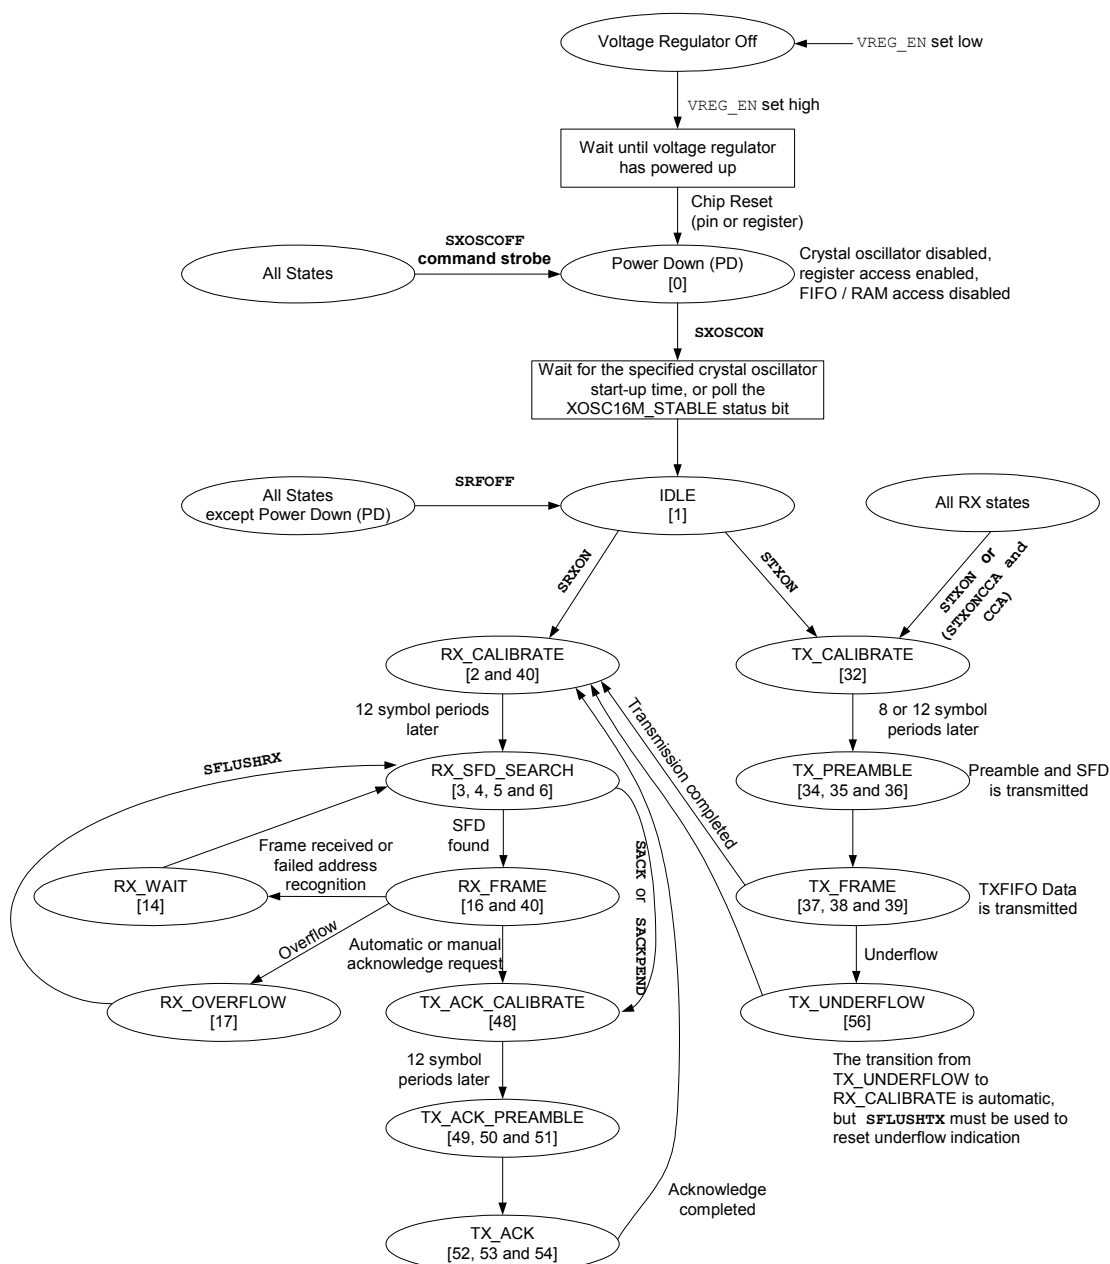 Voltage Regulator Off
VREG_EN set low
VREG_EN set high
Wait until voltage regulator
has powered up
Chip Reset
(pin or register)
SXOSCOFF
command strobe
All States
Power Down (PD)
[0]
Crystal oscillator disabled,
register access enabled,
FIFO / RAM access disabled
SXOSCON
Wait for the specified crystal oscillator
start-up time, or poll the
XOSC16M_STABLE status bit
All States
except Power Down (PD)
SRFOFF
IDLE
[1]
All RX states
SRXON
STXON
STXON or
(STXONCCA and
CCA)
RX_CALIBRATE
[2 and 40]
TX_CALIBRATE
[32]
12 symbol periods
later
8 or 12 symbol
periods later
Transmission completed
SFLUSHRX
RX_SFD_SEARCH
[3, 4, 5 and 6]
TX_PREAMBLE
[34, 35 and 36]
Preamble and SFD
is transmitted
SFD
found
Frame received or
failed address
recognition
SACK or SACKPEND
RX_WAIT
[14]
RX_FRAME
[16 and 40]
TX_FRAME
[37, 38 and 39]
TXFIFO Data
is transmitted
Overflow
Automatic or manual
acknowledge request
Underflow
RX_OVERFLOW
[17]
TX_ACK_CALIBRATE
[48]
TX_UNDERFLOW
[56]
12 symbol
periods later
The transition from
TX_UNDERFLOW to
RX_CALIBRATE is automatic,
but SFLUSHTX must be used to
reset underflow indication
TX_ACK_PREAMBLE
[49, 50 and 51]
Acknowledge
completed
TX_ACK
[52, 53 and 54]